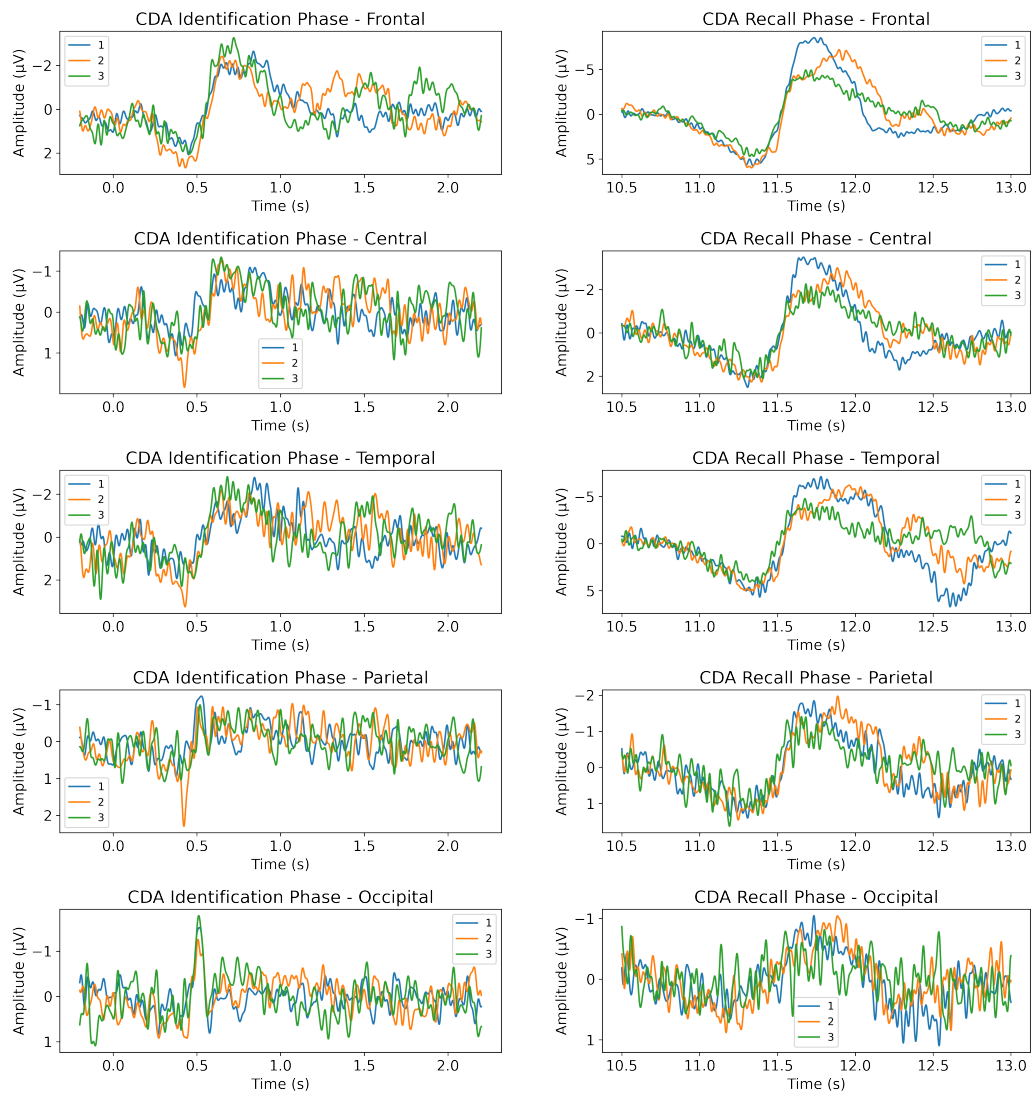 CDA Identification Phase - Frontal
Amplitude (µV)
−2
0
2
1
2
3
0.0 0.5 1.0 1.5 2.0
Time (s)
CDA Recall Phase - Frontal
Amplitude (µV)
−5
0
5
1
2
3
10.5 11.0 11.5 12.0 12.5 13.0
Time (s)
CDA Identification Phase - Central
Amplitude (µV)
−1
0
1
1
2
3
0.0 0.5 1.0 1.5 2.0
Time (s)
CDA Recall Phase - Central
Amplitude (µV)
−2
0
2
1
2
3
10.5 11.0 11.5 12.0 12.5 13.0
Time (s)
CDA Identification Phase - Temporal
Amplitude (µV)
−2
0
2
1
2
3
0.0 0.5 1.0 1.5 2.0
Time (s)
CDA Recall Phase - Temporal
Amplitude (µV)
−5
0
5
1
2
3
10.5 11.0 11.5 12.0 12.5 13.0
Time (s)
CDA Identification Phase - Parietal
Amplitude (µV)
−1
0
1
2
1
2
3
0.0 0.5 1.0 1.5 2.0
Time (s)
CDA Recall Phase - Parietal
Amplitude (µV)
−2
−1
0
1
1
2
3
10.5 11.0 11.5 12.0 12.5 13.0
Time (s)
CDA Identification Phase - Occipital
Amplitude (µV)
−1
0
1
1
2
3
0.0 0.5 1.0 1.5 2.0
Time (s)
CDA Recall Phase - Occipital
Amplitude (µV)
−1
0
1
1
2
3
10.5 11.0 11.5 12.0 12.5 13.0
Time (s)